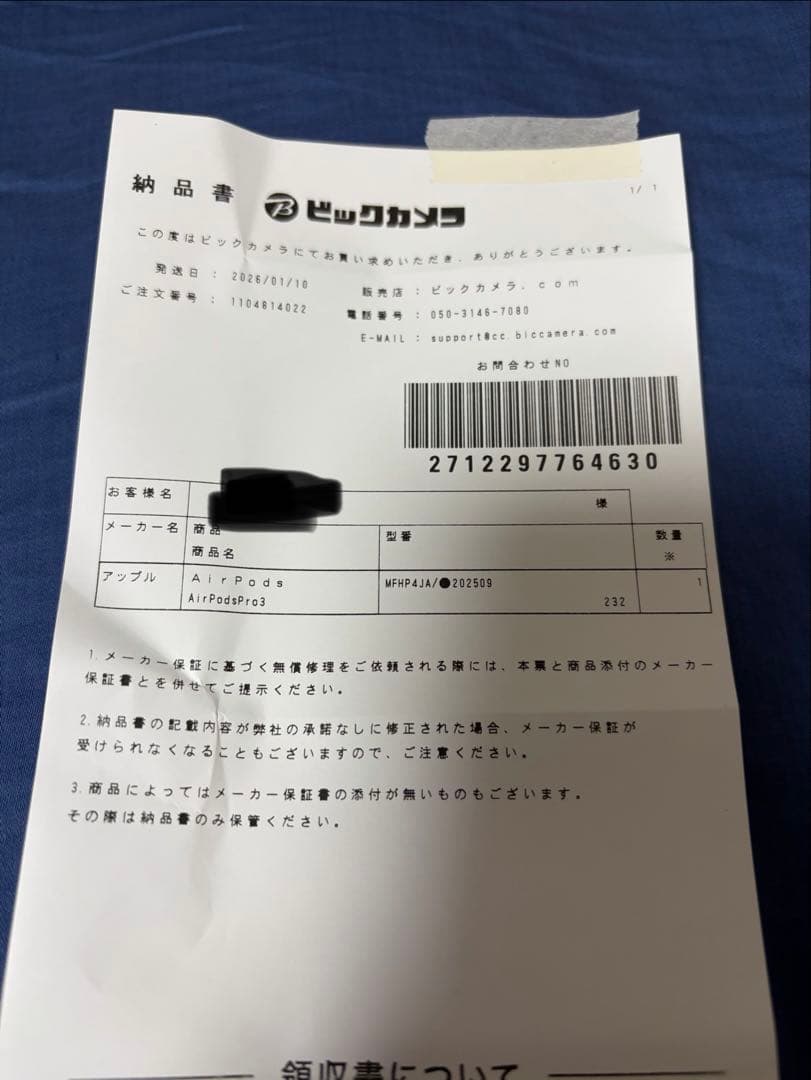 納品書 ビックカメラ
1/ 1
この度はビックカメラにてお買い求めいただき、ありがとうございます。
発送日 : 2026/01/10
ご注文番号 : 1104814022
販売店 : ビックカメラ.com
電話番号 : 050-3146-7080
E-MAIL : support@cc.biccamera.com
お問合わせNO
2712297764630
お客様名 様
メーカー名 商品 型番 数量
商品名 ※
アップル AirPods MFHP4JA/●202509 1
AirPodsPro3 232
1.メーカー保証に基づく無償修理をご依頼される際には、本票と商品添付のメーカー
保証書とを併せてご提示ください。
2.納品書の記載内容が弊社の承諾なしに修正された場合、メーカー保証が
受けられなくなることもございますので、ご注意ください。
3.商品によってはメーカー保証書の添付が無いものもございます。
その際は納品書のみ保管ください。
領収書について